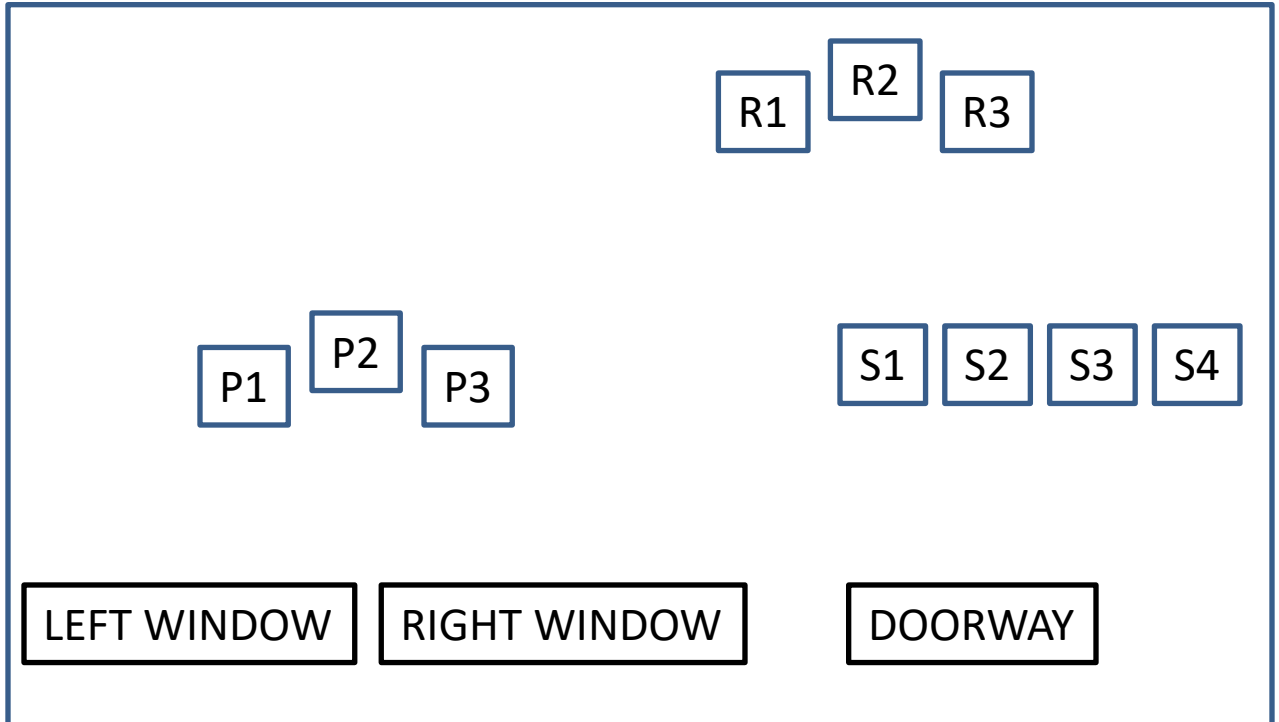 R1 R2 R3
P1 P2 P3
S1 S2 S3 S4
LEFT WINDOW
RIGHT WINDOW
DOORWAY